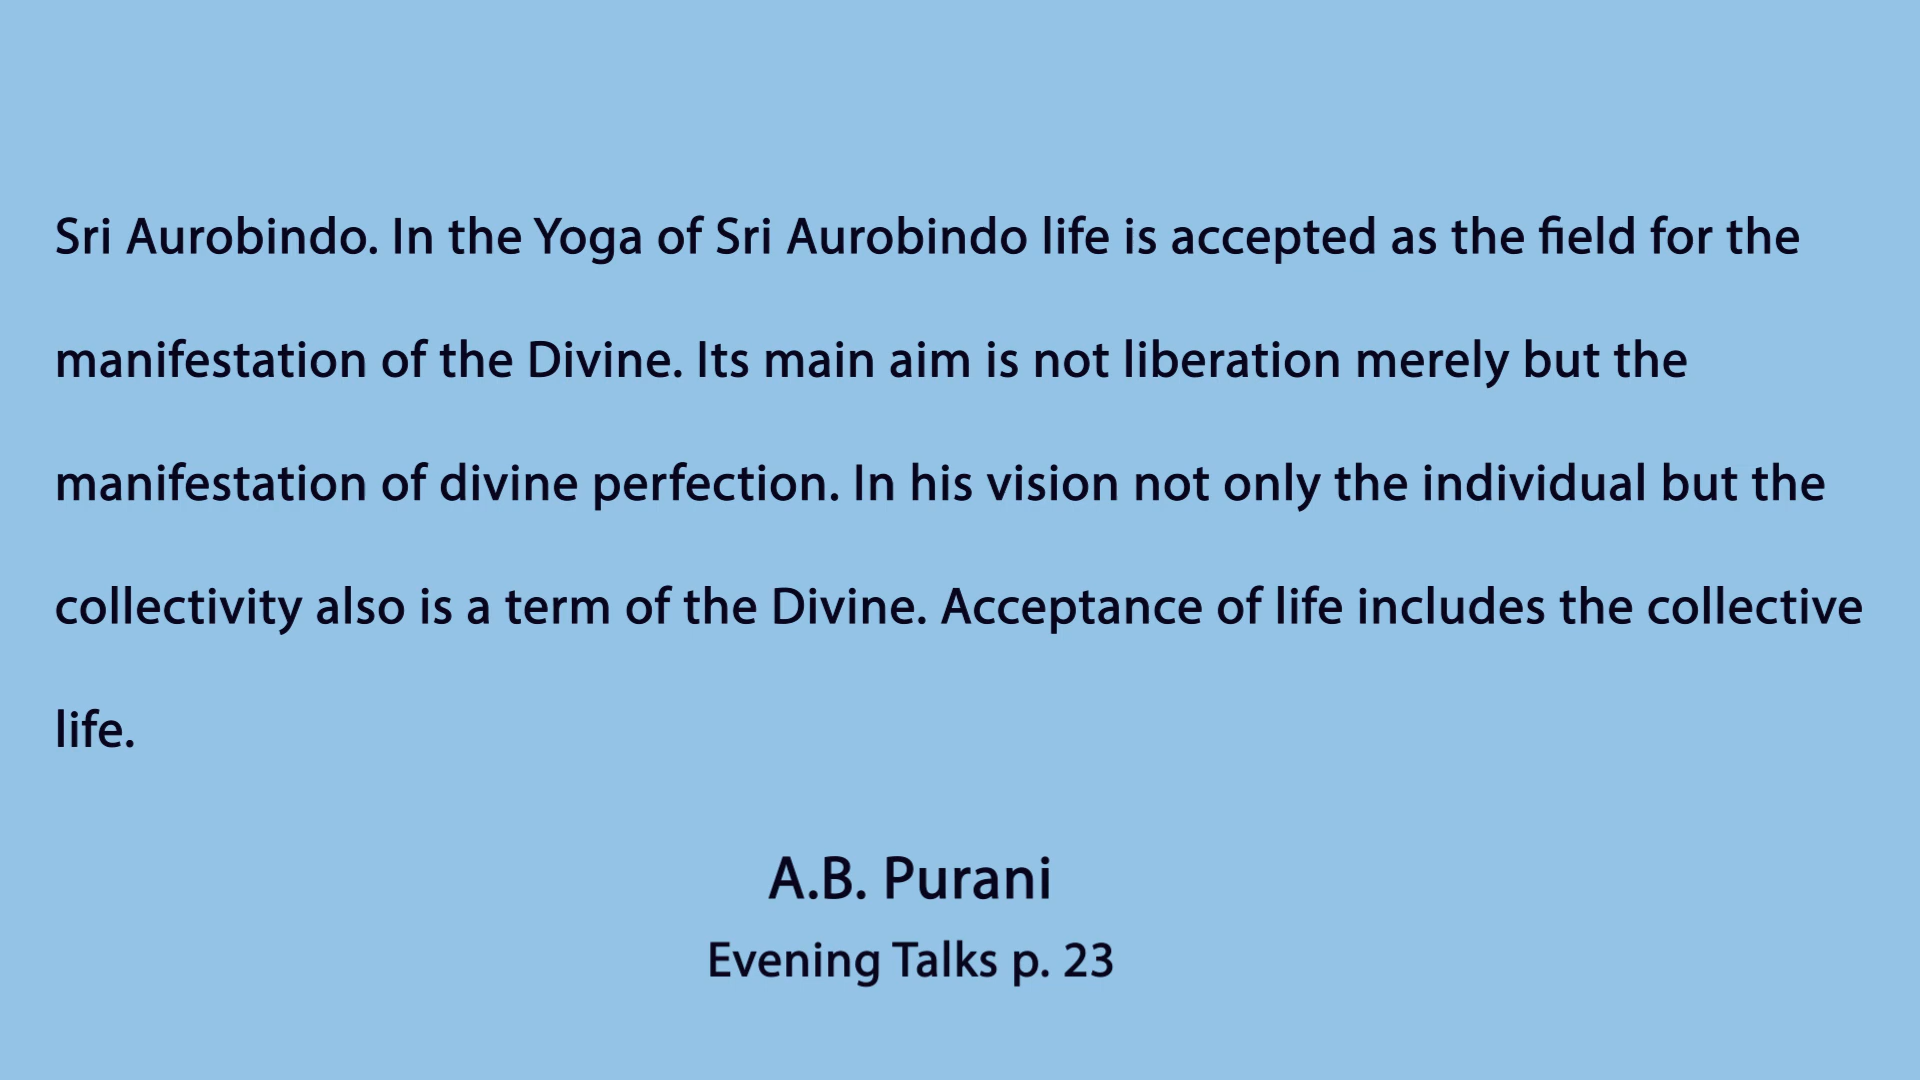 Sri Aurobindo. In the Yoga of Sri Aurobindo life is accepted as the field for the
manifestation of the Divine. Its main aim is not liberation merely but the
manifestation of divine perfection. In his vision not only the individual but the
collectivity also is a term of the Divine. Acceptance of life includes the collective
life.
A.B. Purani
Evening Talks p. 23